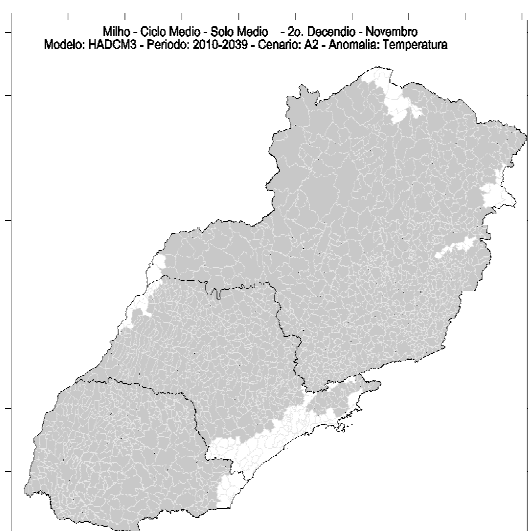 Milho - Ciclo Medio - Solo Medio - 2o. Decendio - Novembro
Modelo: HADCM3 - Periodo: 2010-2039 - Cenario: A2 - Anomalia: Temperatura